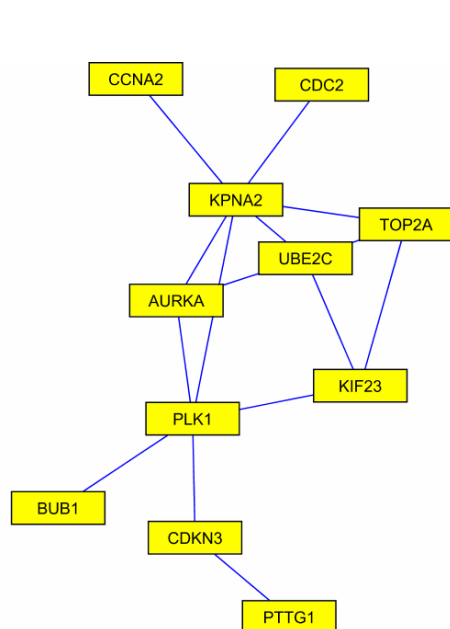 CCNA2
CDC2
KPNA2
TOP2A
UBE2C
AURKA
KIF23
PLK1
BUB1
CDKN3
PTTG1